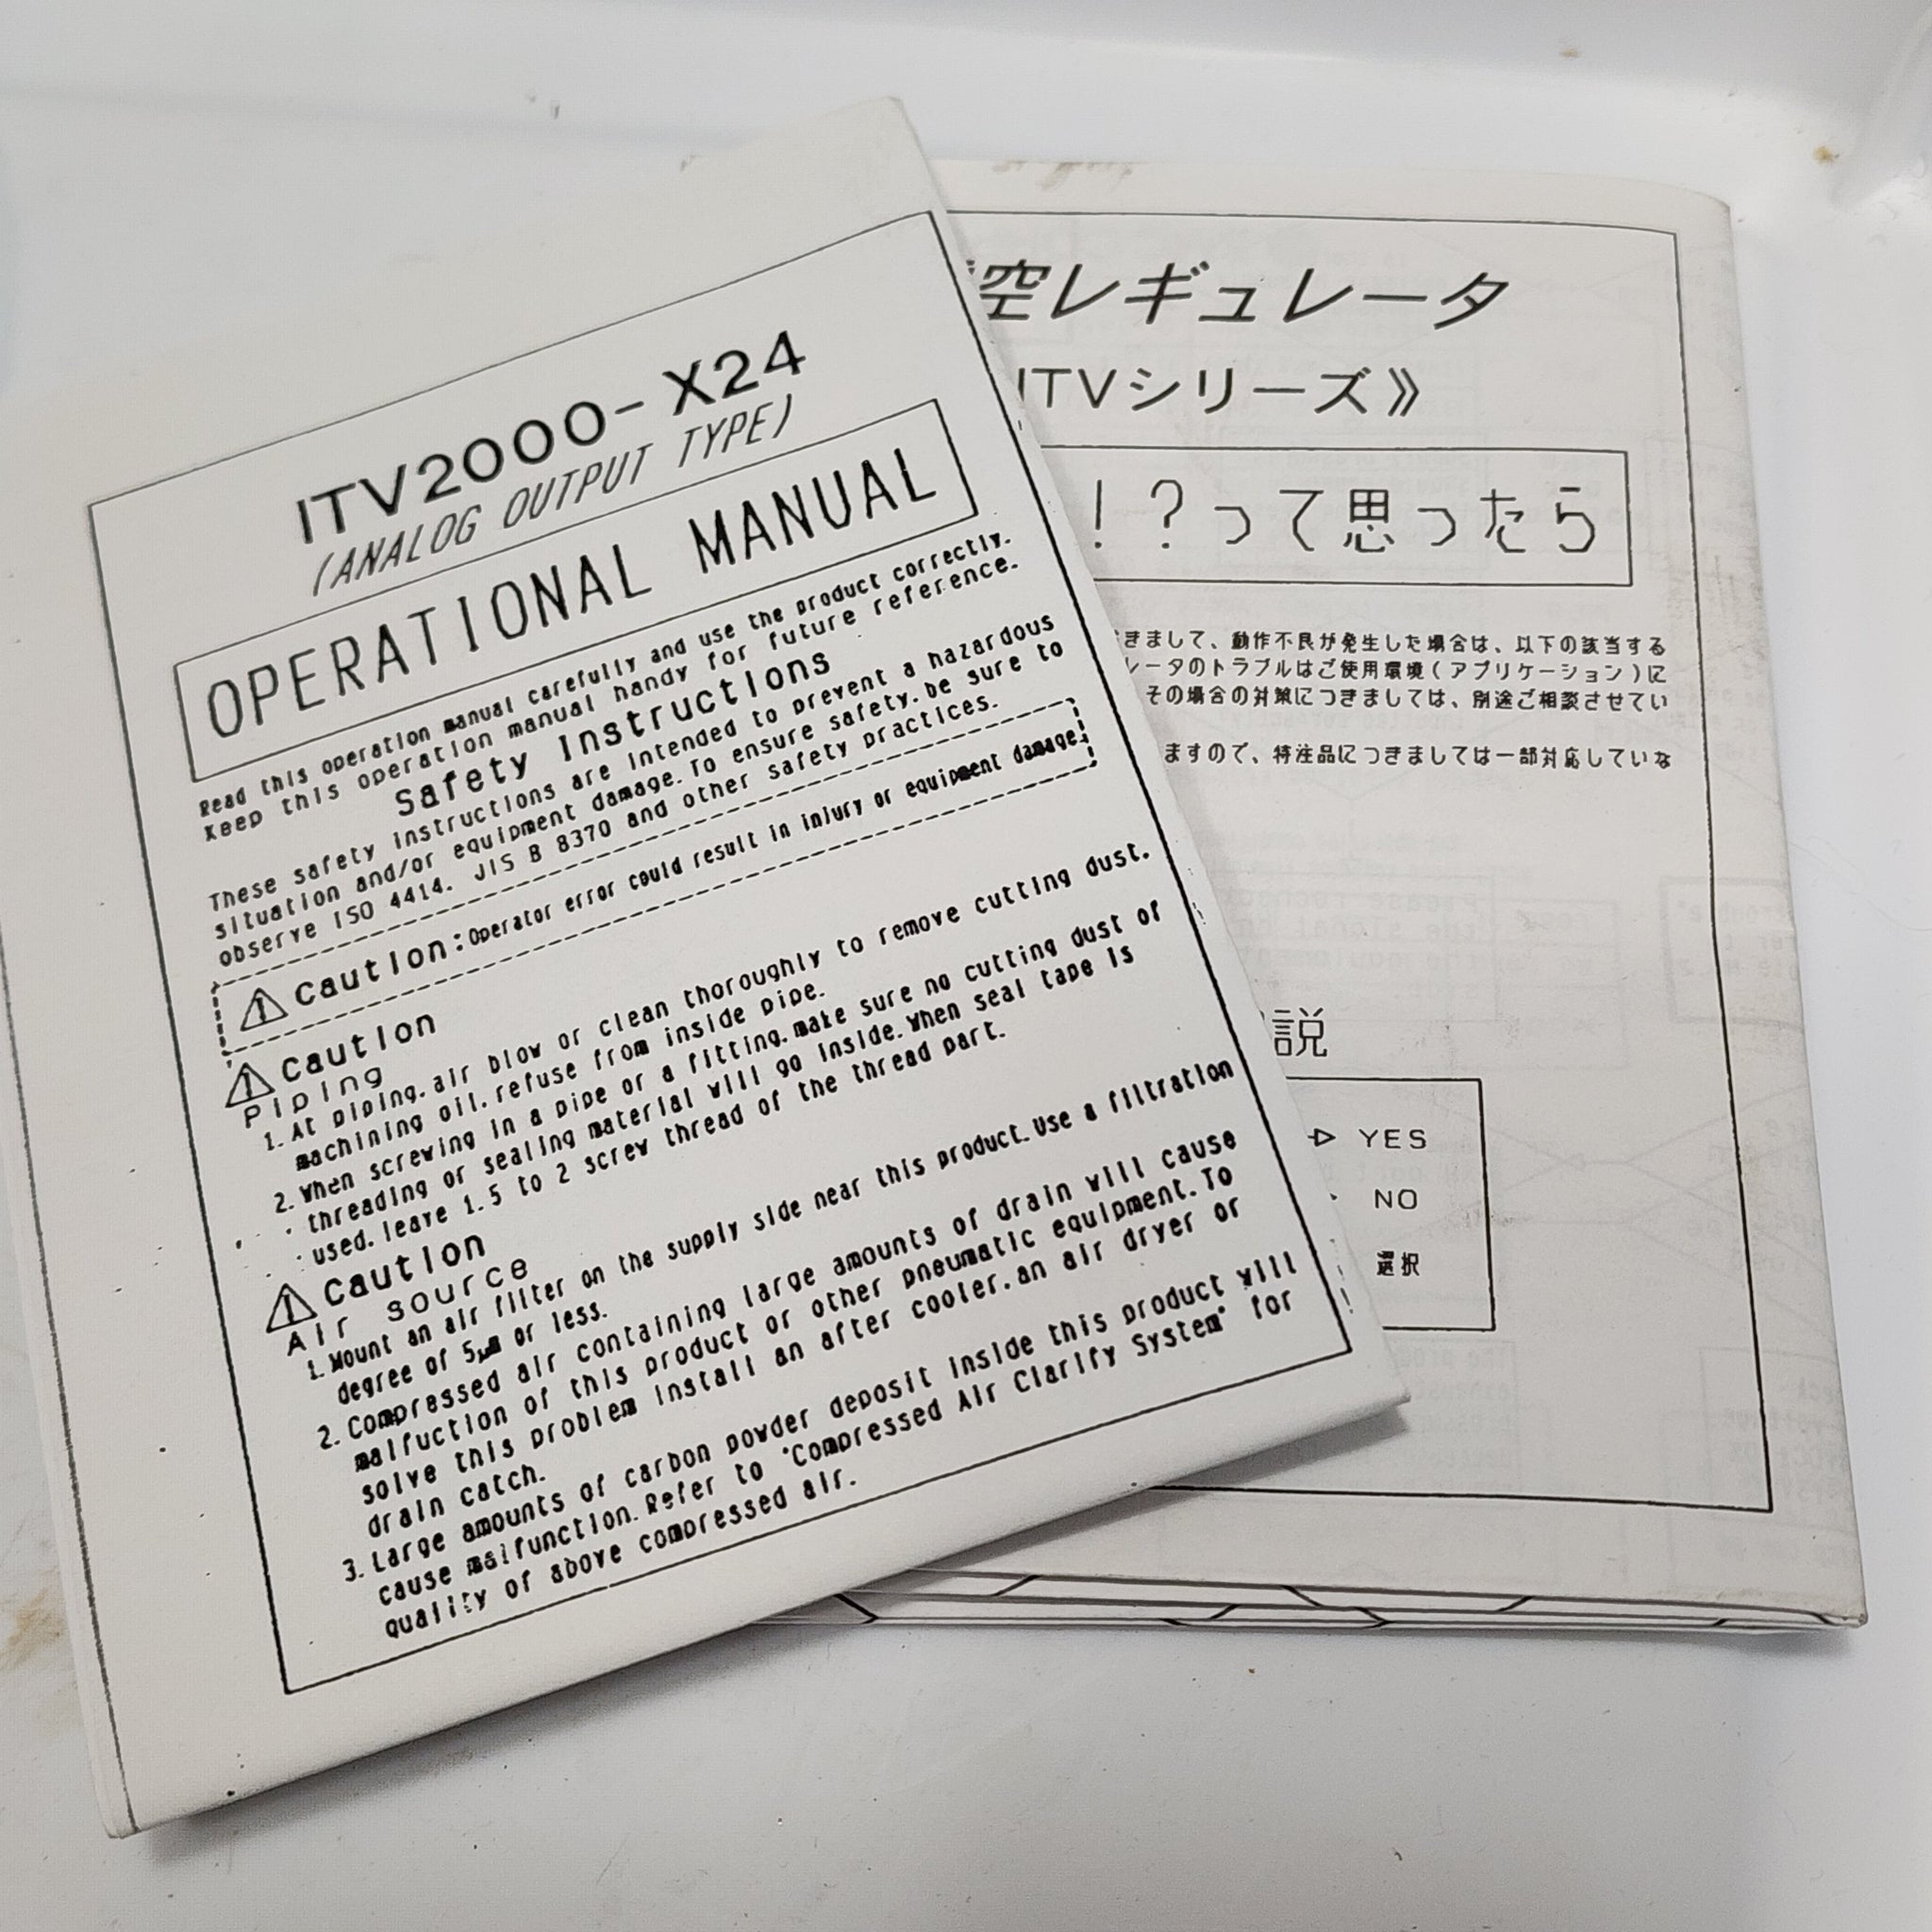 ITV2000-X24
(ANALOG OUTPUT TYPE)
OPERATIONAL MANUAL
Read this operation manual carefully and use the product correctly.
Keep this operation manual handy for future reference.
Safety Instructions
These safety instructions are intended to prevent a hazardous
situation and/or equipment damage. To ensure safety, be sure to
observe ISO 4414, JIS B 8370 and other safety practices.
Caution: Operator error could result in injury or equipment damage.
Caution
Piping
1. At piping, air blow or clean thoroughly to remove cutting dust,
machining oil, refuse from inside pipe.
2. When screwing in a pipe or a fitting, make sure no cutting dust of
threading or sealing material will go inside. When seal tape is
used, leave 1.5 to 2 screw thread of the thread part.
Caution
Air source
1. Mount an air filter on the supply side near this product. Use a filtration
degree of 5μm or less.
2. Compressed air containing large amounts of drain will cause
malfuction of this product or other pneumatic equipment. To
solve this problem install an after cooler, an air dryer or
drain catch.
3. Large amounts of carbon powder deposit inside this product will
cause malfunction. Refer to "Compressed Air Clarify System" for
quality of above compressed air.
空レギュレータ
ITVシリーズ》
！？って思ったら
きまして、動作不良が発生した場合は、以下の該当する
レータのトラブルはご使用環境(アプリケーション)に
その場合の対策につきましては、別途ご相談させてい
ますので、特注品につきましては一部対応していな
説
YES
NO
選択